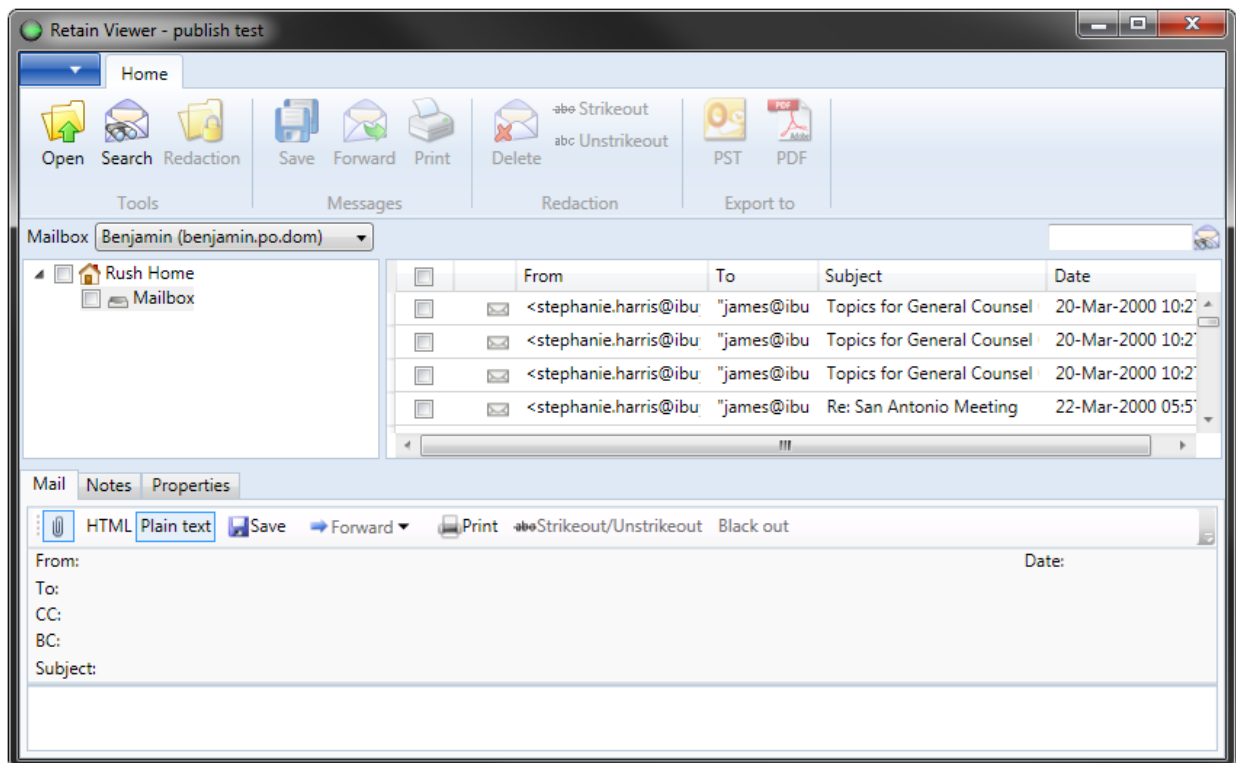 Retain Viewer - publish test
Home
Open Search Redaction Save Forward Print Delete abc Strikeout abc Unstrikeout PST PDF
Tools Messages Redaction Export to
Mailbox Benjamin (benjamin.po.dom)
Rush Home
Mailbox
From To Subject Date
<stephanie.harris@ibu "james@ibu Topics for General Counsel 20-Mar-2000 10:2
<stephanie.harris@ibu "james@ibu Topics for General Counsel 20-Mar-2000 10:2
<stephanie.harris@ibu "james@ibu Topics for General Counsel 20-Mar-2000 10:2
<stephanie.harris@ibu "james@ibu Re: San Antonio Meeting 22-Mar-2000 05:5
Mail Notes Properties
HTML Plain text Save Forward Print abc Strikeout/Unstrikeout Black out
From: Date:
To:
CC:
BC:
Subject: